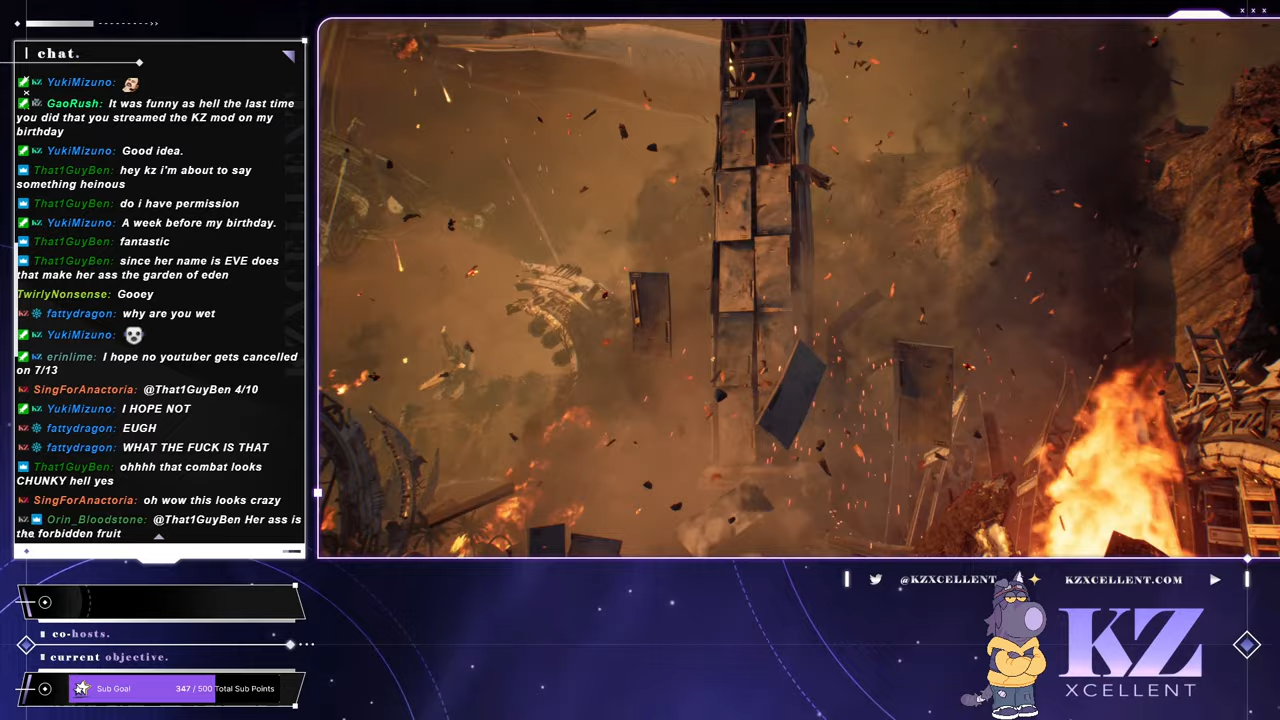 x x x
chat.
YukiMizuno:
GaoRush: It was funny as hell the last time
you did that you streamed the KZ mod on my
birthday
YukiMizuno: Good idea.
That1GuyBen: hey kz i'm about to say
something heinous
That1GuyBen: do i have permission
YukiMizuno: A week before my birthday.
That1GuyBen: fantastic
That1GuyBen: since her name is EVE does
that make her ass the garden of eden
TwirlyNonsense: Gooey
fattydragon: why are you wet
YukiMizuno:
erinlime: I hope no youtuber gets cancelled
on 7/13
SingForAnactoria: @That1GuyBen 4/10
YukiMizuno: I HOPE NOT
fattydragon: EUGH
fattydragon: WHAT THE FUCK IS THAT
That1GuyBen: ohhhh that combat looks
CHUNKY hell yes
SingForAnactoria: oh wow this looks crazy
Orin_Bloodstone: @That1GuyBen Her ass is
the forbidden fruit
co-hosts.
current objective.
Sub Goal 347 / 500 Total Sub Points
@KZXCELLENT
KZXCELLENT.COM
KZ
XCELLENT